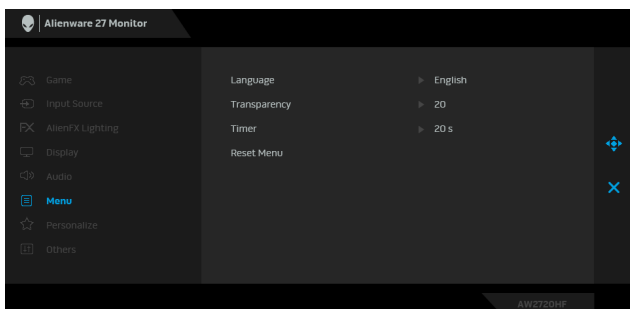 Alienware 27 Monitor
Game
Input Source
FX AlienFX Lighting
Display
Audio
Menu
Personalize
Others
Language English
Transparency 20
Timer 20 s
Reset Menu
AW2720HF